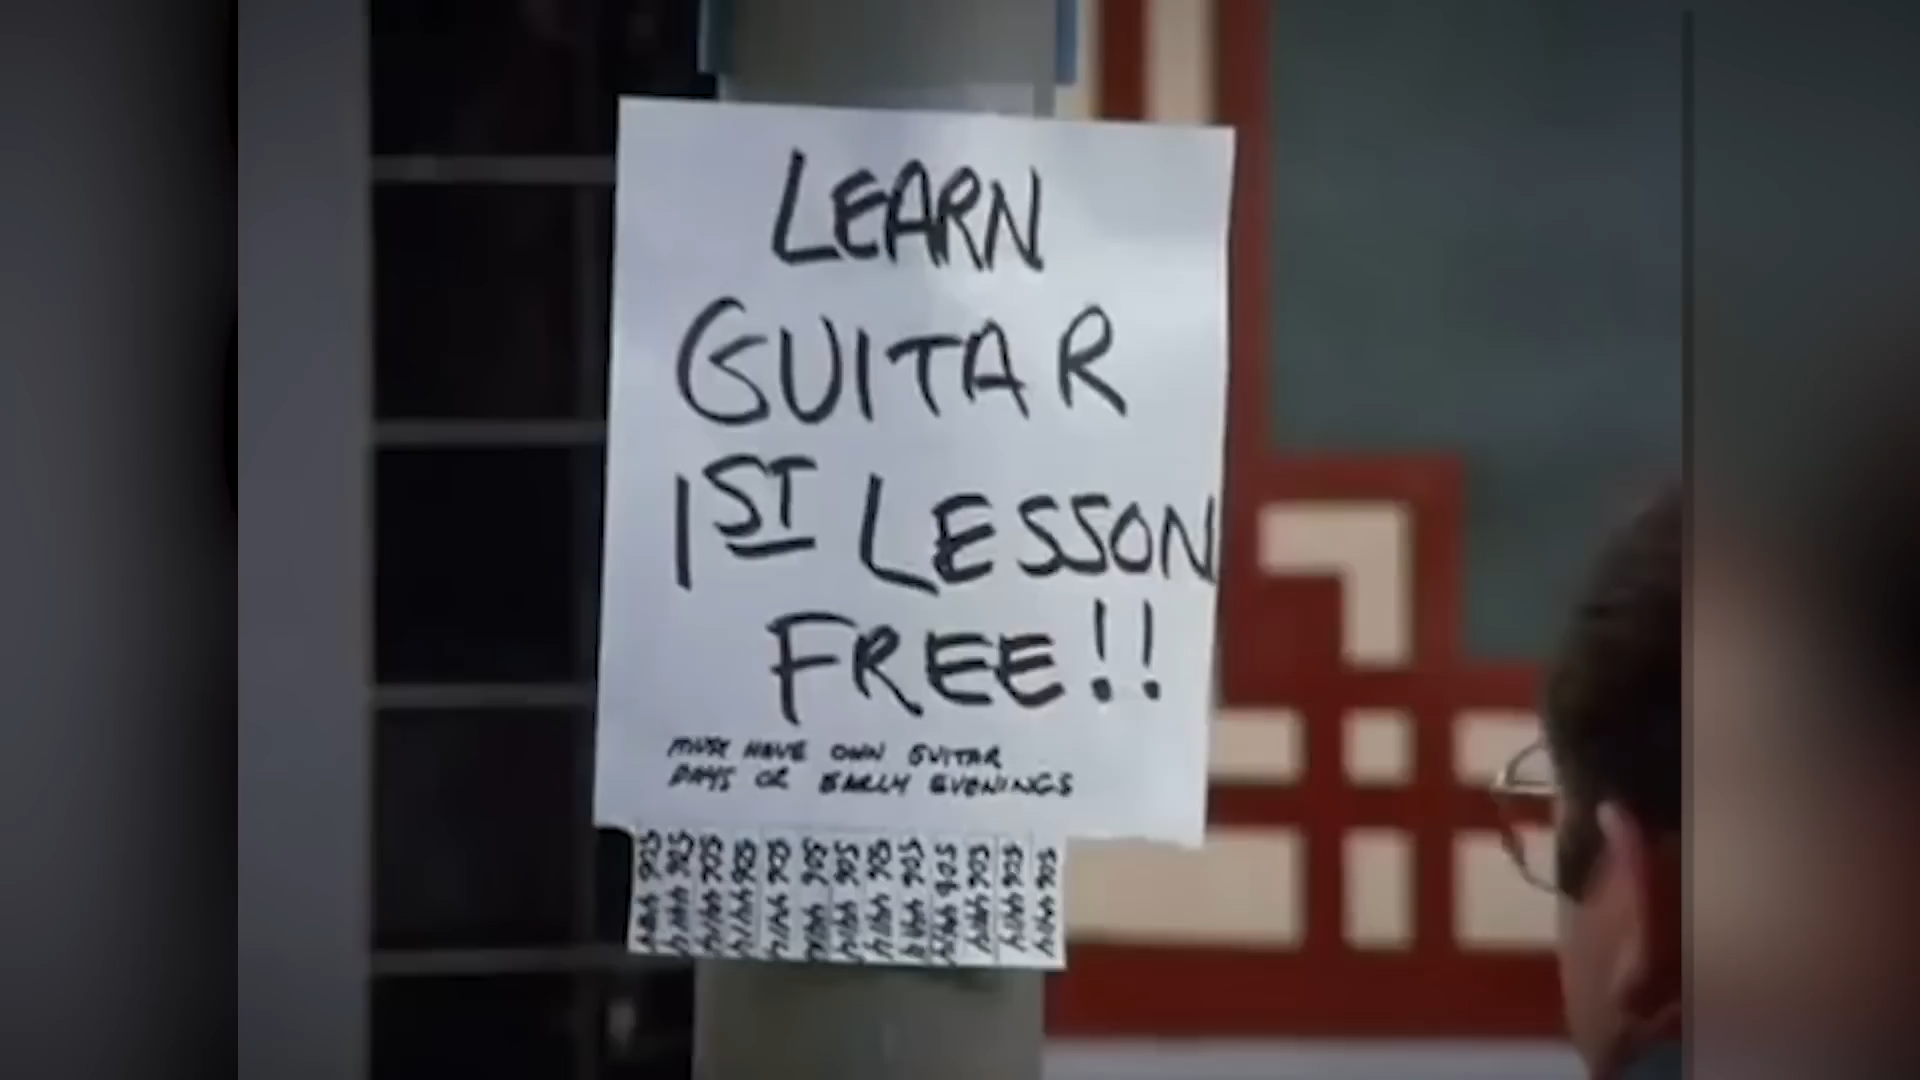 LEARN
GUITAR
1ST LESSON
FREE!!
MUST HAVE OWN GUITAR
DAYS OR EARLY EVENINGS